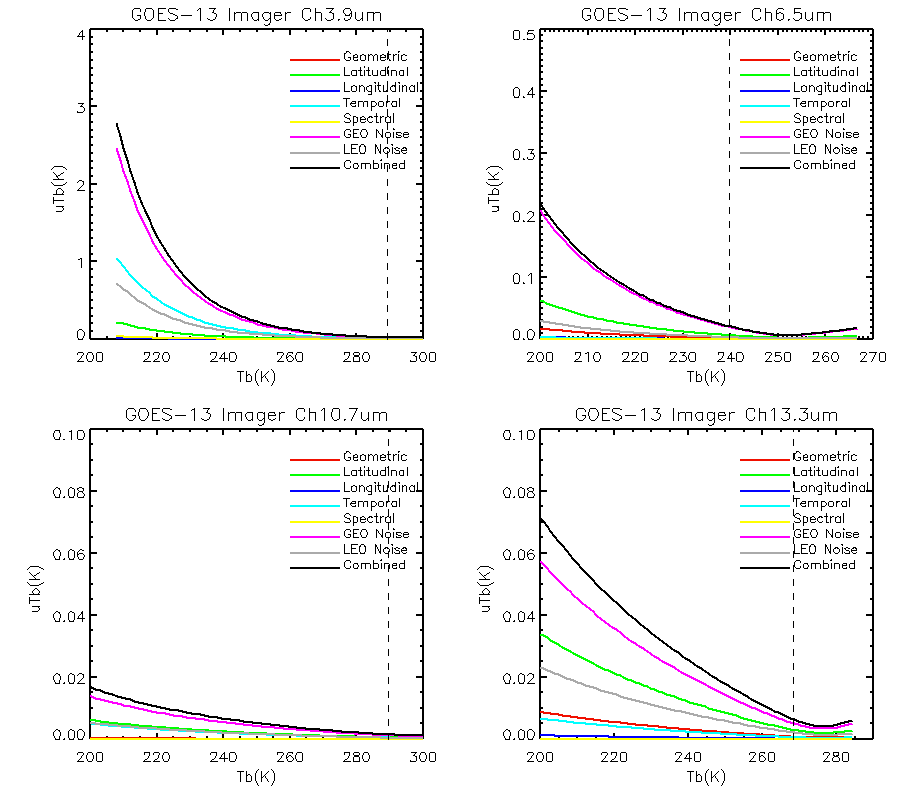 GOES-13 Imager Ch3.9um
4
3
2
1
0
uTb(K)
Geometric
Latitudinal
Longitudinal
Temporal
Spectral
GEO Noise
LEO Noise
Combined
200 220 240 260 280 300
Tb(K)
GOES-13 Imager Ch6.5um
0.5
0.4
0.3
0.2
0.1
0.0
uTb(K)
Geometric
Latitudinal
Longitudinal
Temporal
Spectral
GEO Noise
LEO Noise
Combined
200 210 220 230 240 250 260 270
Tb(K)
GOES-13 Imager Ch10.7um
0.10
0.08
0.06
0.04
0.02
0.00
uTb(K)
Geometric
Latitudinal
Longitudinal
Temporal
Spectral
GEO Noise
LEO Noise
Combined
200 220 240 260 280 300
Tb(K)
GOES-13 Imager Ch13.3um
0.10
0.08
0.06
0.04
0.02
0.00
uTb(K)
Geometric
Latitudinal
Longitudinal
Temporal
Spectral
GEO Noise
LEO Noise
Combined
200 220 240 260 280
Tb(K)